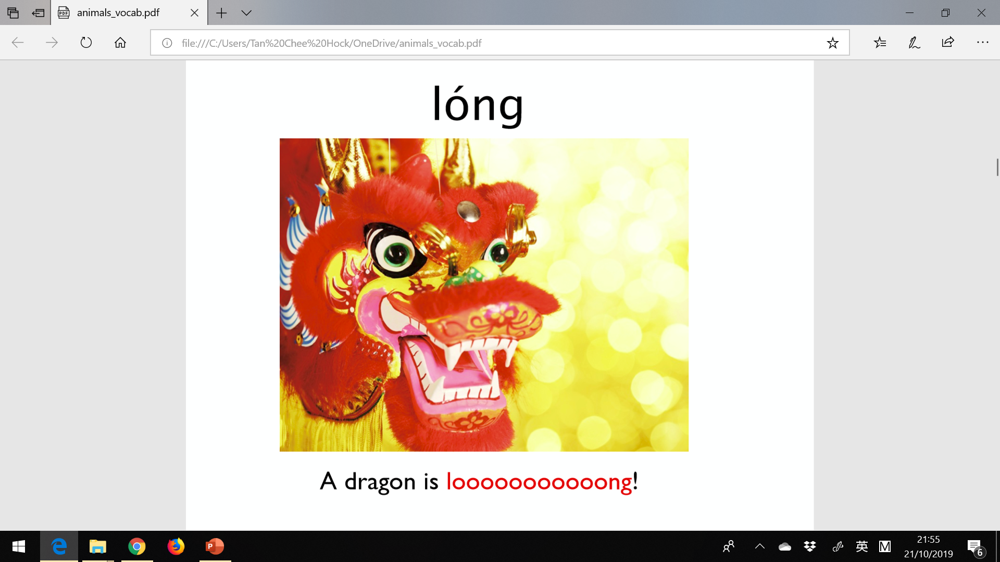 animals_vocab.pdf
file:///C:/Users/Tan%20Chee%20Hock/OneDrive/animals_vocab.pdf
lóng
A dragon is looooooooooong!
英 M
21:55
21/10/2019
6